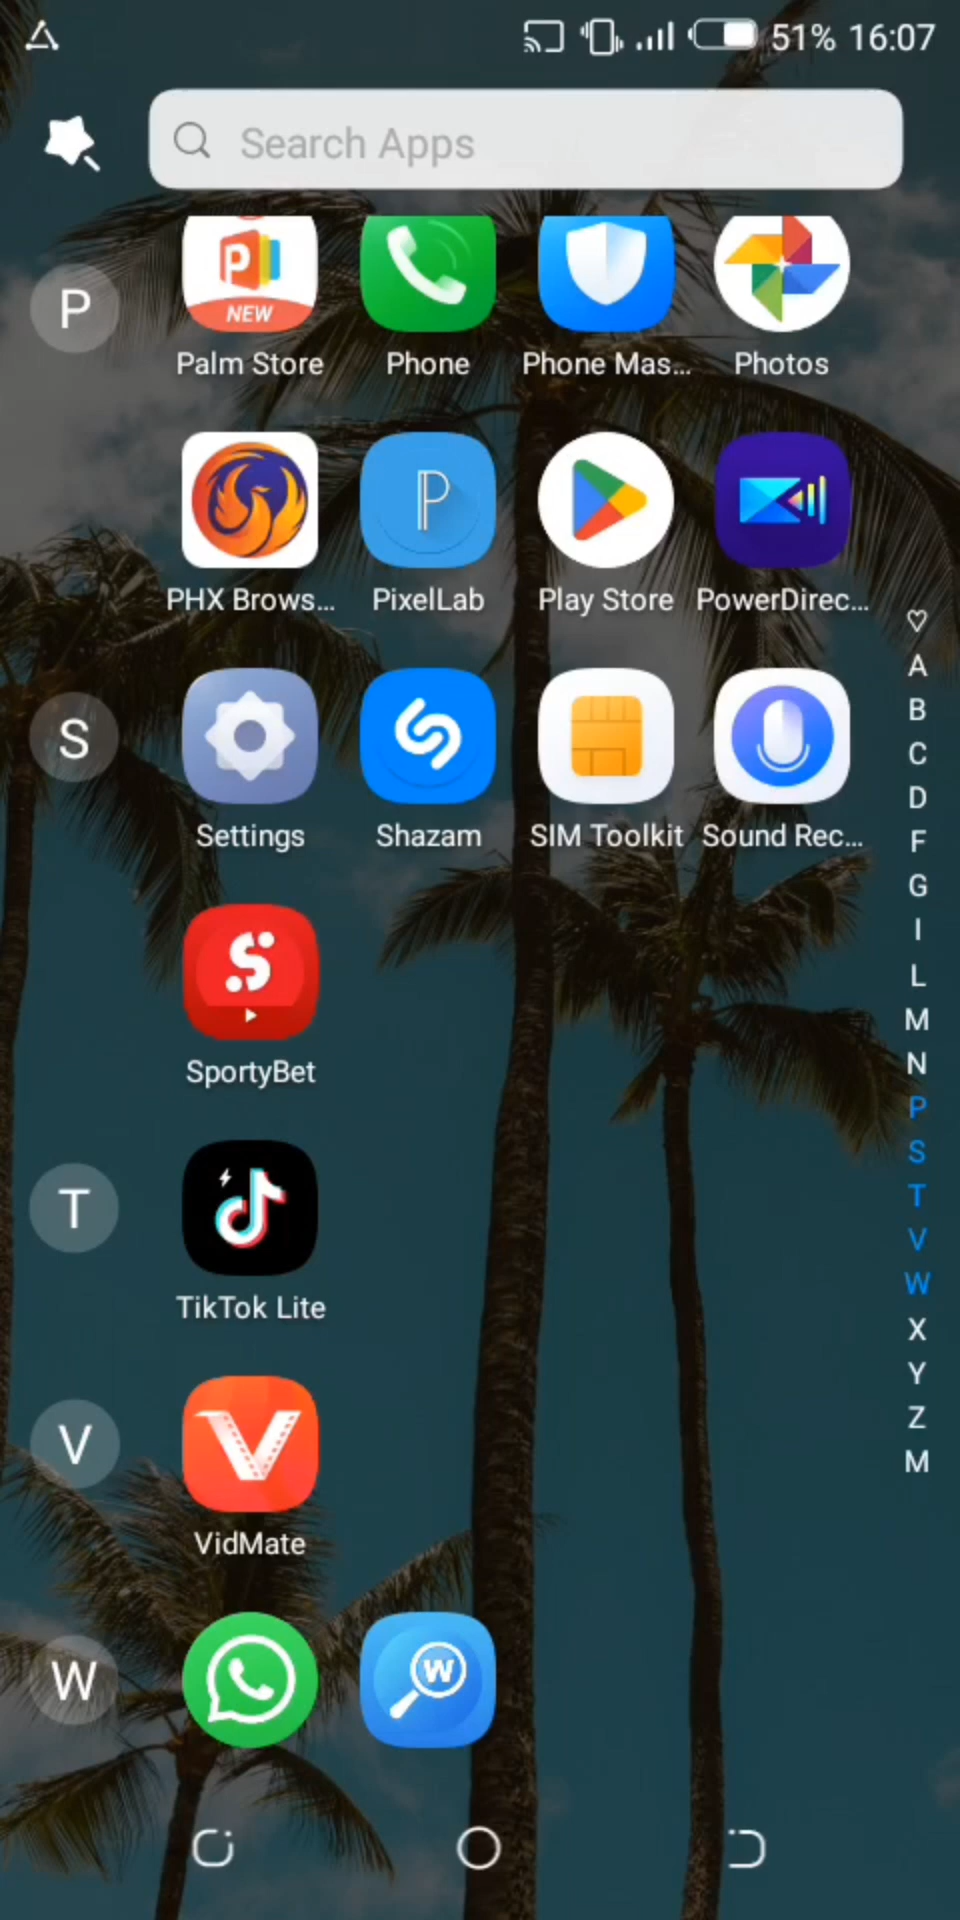 51% 16:07
Search Apps
P
NEW
Palm Store
Phone
Phone Mas...
Photos
PHX Brows...
PixelLab
Play Store
PowerDirec...
S
Settings
Shazam
SIM Toolkit
Sound Rec...
SportyBet
T
TikTok Lite
V
VidMate
W
W
♡
A
B
C
D
F
G
I
L
M
N
P
S
T
V
W
X
Y
Z
M